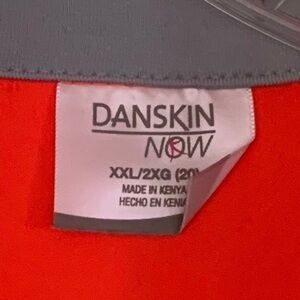 DANSKIN
NOW
XXL/2XG (20)
MADE IN KENYA
HECHO EN KENIA